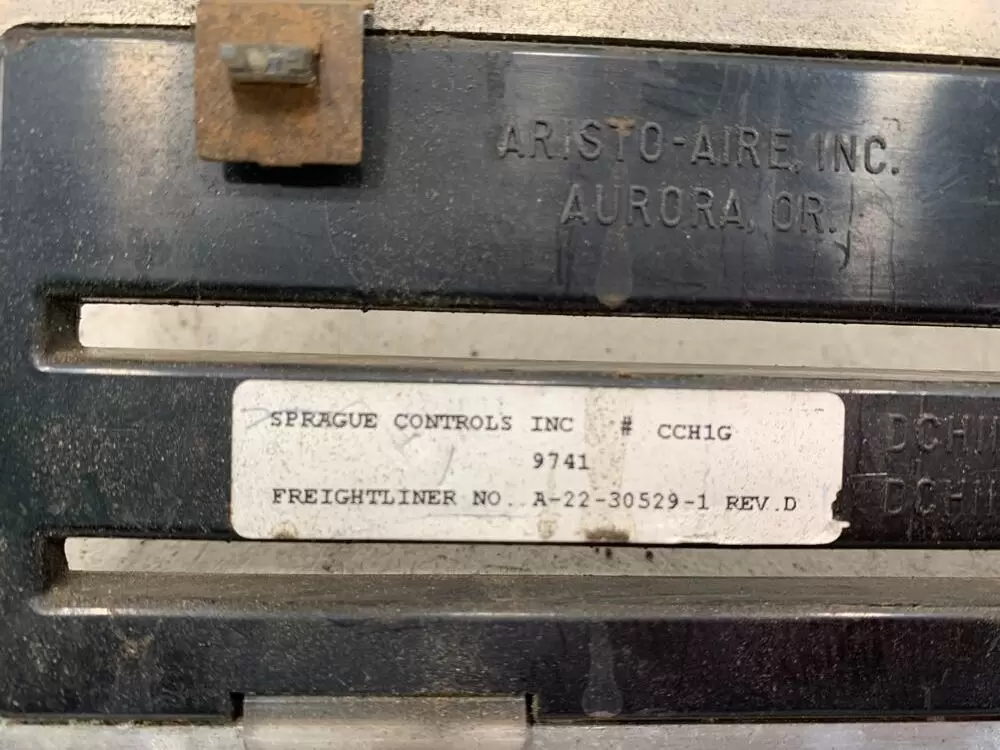 ARISTO-AIRE, INC.
AURORA, OR.
SPRAGUE CONTROLS INC # CCH1G
9741
FREIGHTLINER NO. A-22-30529-1 REV.D